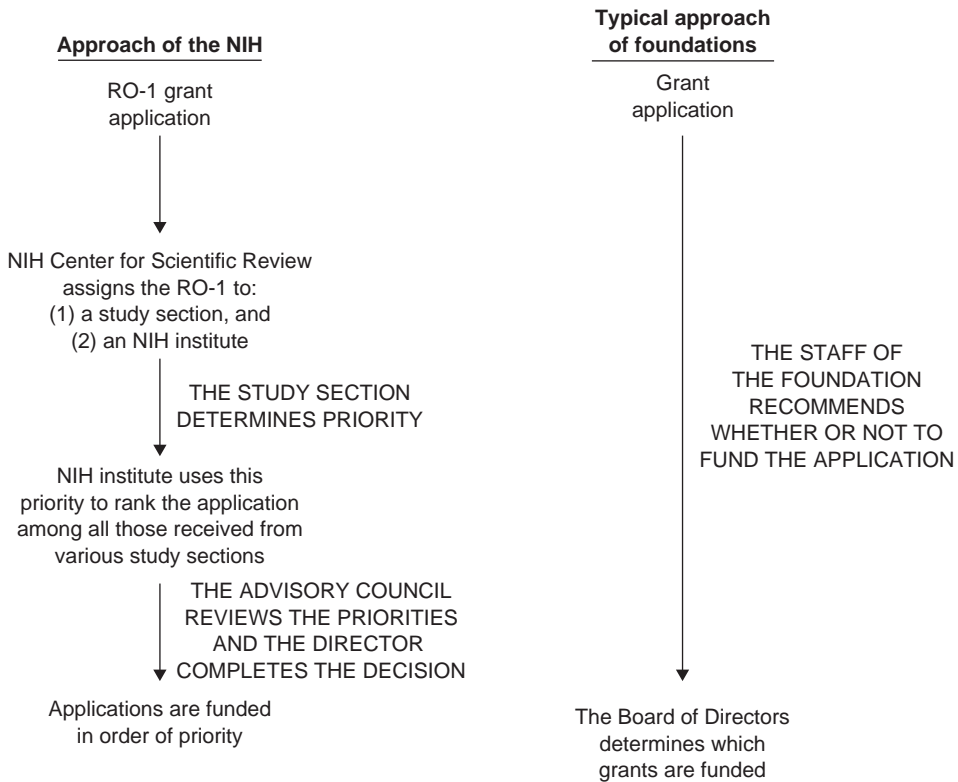 Approach of the NIH
RO-1 grant
application
NIH Center for Scientific Review
assigns the RO-1 to:
(1) a study section, and
(2) an NIH institute
THE STUDY SECTION
DETERMINES PRIORITY
NIH institute uses this
priority to rank the application
among all those received from
various study sections
THE ADVISORY COUNCIL
REVIEWS THE PRIORITIES
AND THE DIRECTOR
COMPLETES THE DECISION
Applications are funded
in order of priority
Typical approach
of foundations
Grant
application
THE STAFF OF
THE FOUNDATION
RECOMMENDS
WHETHER OR NOT TO
FUND THE APPLICATION
The Board of Directors
determines which
grants are funded